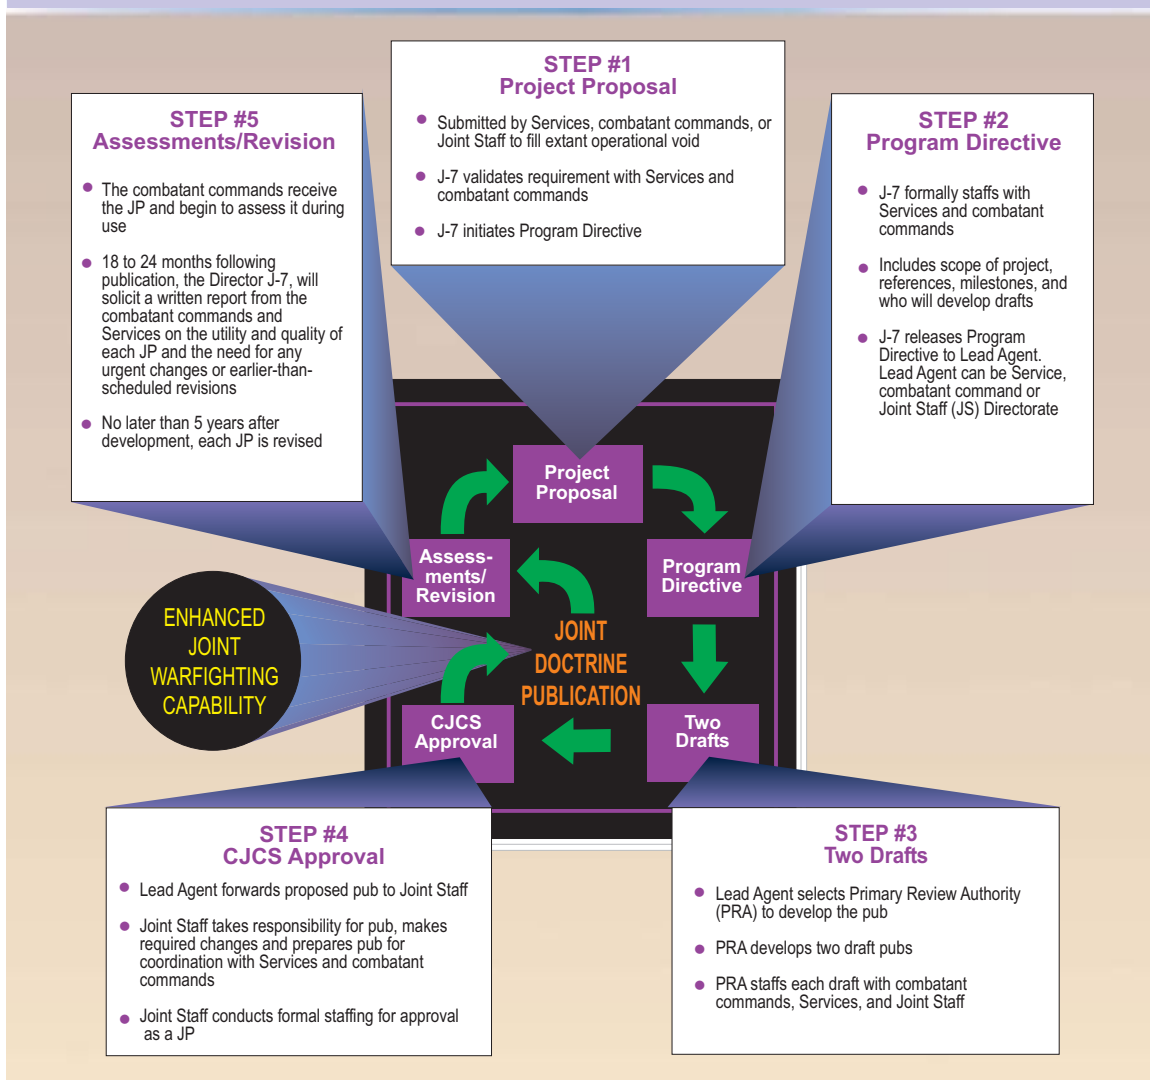 STEP #1
Project Proposal
• Submitted by Services, combatant commands, or
Joint Staff to fill extant operational void
• J-7 validates requirement with Services and
combatant commands
• J-7 initiates Program Directive
STEP #2
Program Directive
• J-7 formally staffs with
Services and combatant
commands
• Includes scope of project,
references, milestones, and
who will develop drafts
• J-7 releases Program
Directive to Lead Agent.
Lead Agent can be Service,
combatant command or
Joint Staff (JS) Directorate
STEP #3
Two Drafts
• Lead Agent selects Primary Review Authority
(PRA) to develop the pub
• PRA develops two draft pubs
• PRA staffs each draft with combatant
commands, Services, and Joint Staff
STEP #4
CJCS Approval
• Lead Agent forwards proposed pub to Joint Staff
• Joint Staff takes responsibility for pub, makes
required changes and prepares pub for
coordination with Services and combatant
commands
• Joint Staff conducts formal staffing for approval
as a JP
STEP #5
Assessments/Revision
• The combatant commands receive
the JP and begin to assess it during
use
• 18 to 24 months following
publication, the Director J-7, will
solicit a written report from the
combatant commands and
Services on the utility and quality of
each JP and the need for any
urgent changes or earlier-than-
scheduled revisions
• No later than 5 years after
development, each JP is revised
Project
Proposal
Program
Directive
Two
Drafts
CJCS
Approval
Assess-
ments/
Revision
JOINT
DOCTRINE
PUBLICATION
ENHANCED
JOINT
WARFIGHTING
CAPABILITY